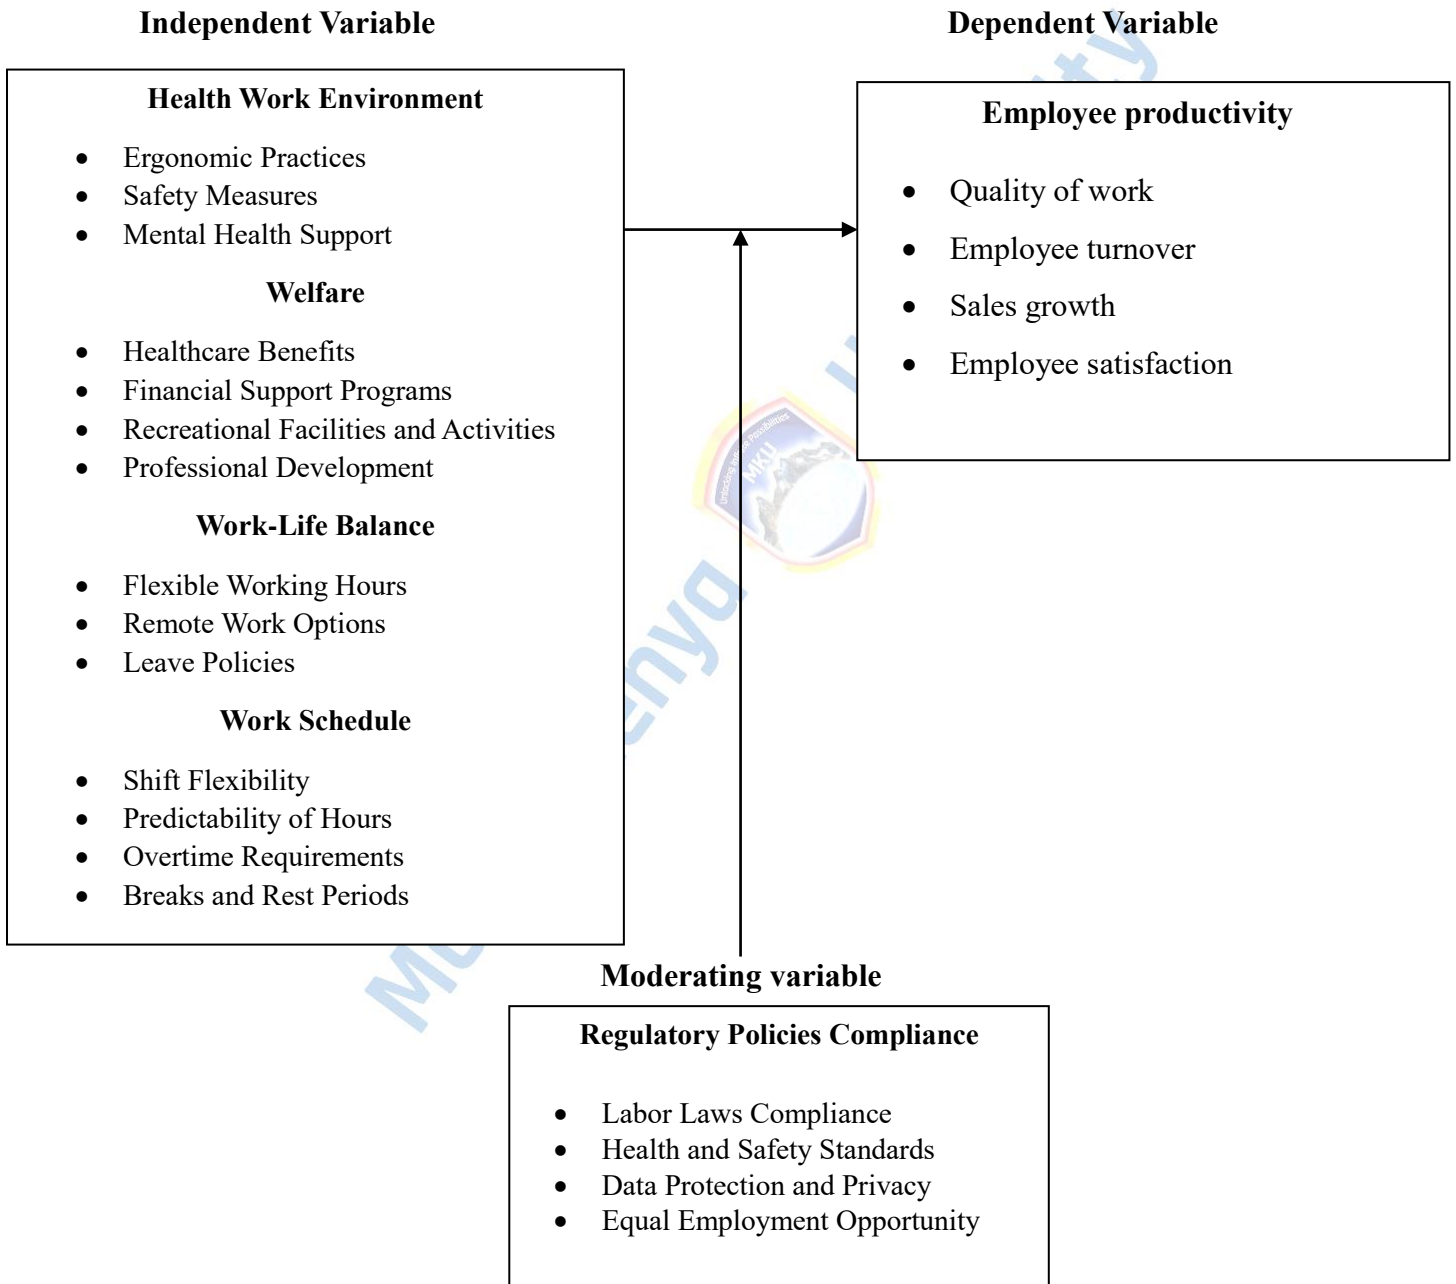 Independent Variable
Dependent Variable
Health Work Environment
• Ergonomic Practices
• Safety Measures
• Mental Health Support
Welfare
• Healthcare Benefits
• Financial Support Programs
• Recreational Facilities and Activities
• Professional Development
Work-Life Balance
• Flexible Working Hours
• Remote Work Options
• Leave Policies
Work Schedule
• Shift Flexibility
• Predictability of Hours
• Overtime Requirements
• Breaks and Rest Periods
Employee productivity
• Quality of work
• Employee turnover
• Sales growth
• Employee satisfaction
Moderating variable
Regulatory Policies Compliance
• Labor Laws Compliance
• Health and Safety Standards
• Data Protection and Privacy
• Equal Employment Opportunity
MKU